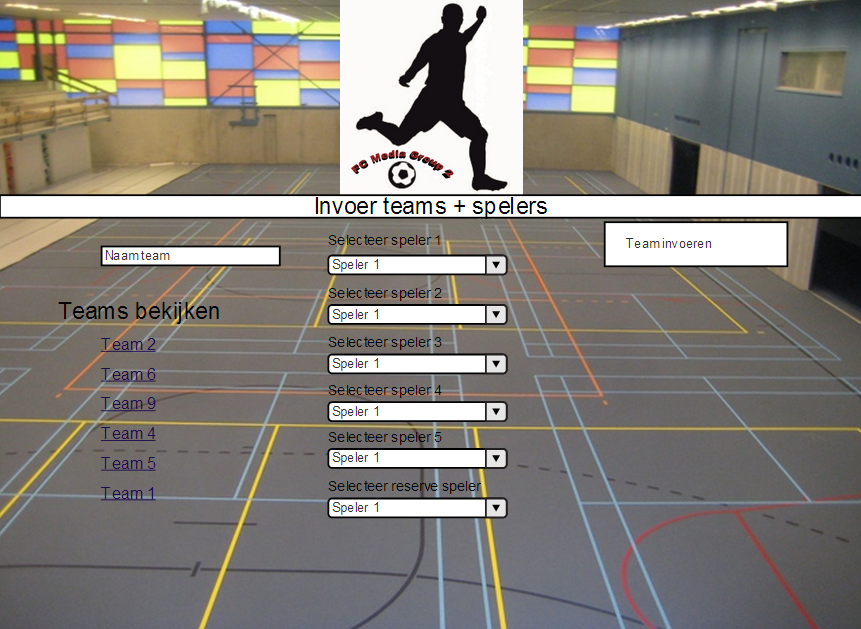 FC Media Group 2
Invoer teams + spelers
Naam team
Teams bekijken
Team 2
Team 6
Team 9
Team 4
Team 5
Team 1
Selecteer speler 1
Speler 1
Selecteer speler 2
Speler 1
Selecteer speler 3
Speler 1
Selecteer speler 4
Speler 1
Selecteer speler 5
Speler 1
Selecteer reserve speler
Speler 1
Team invoeren